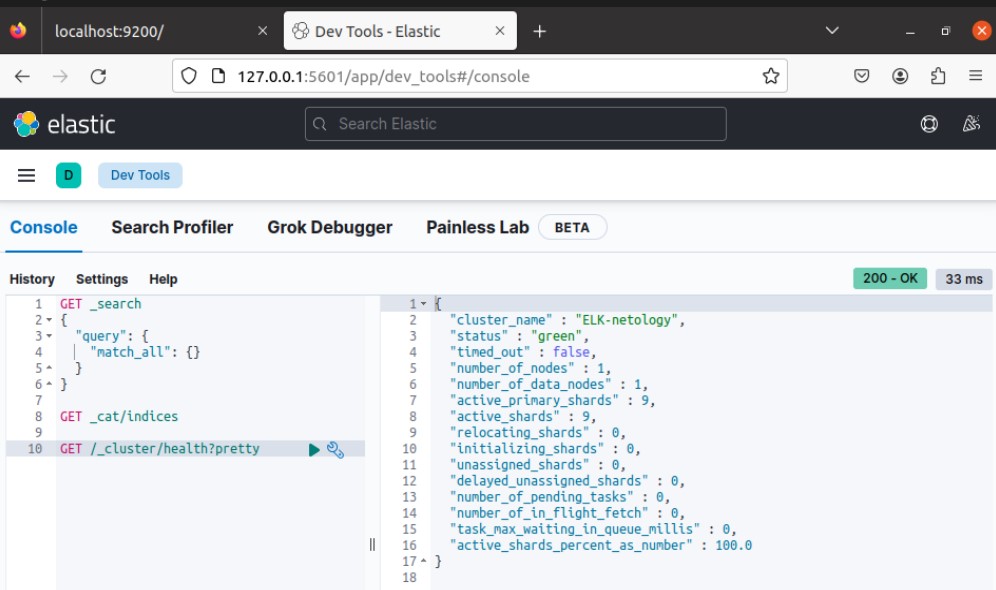 localhost:9200/
Dev Tools - Elastic
127.0.0.1:5601/app/dev_tools#/console
elastic
Search Elastic
D
Dev Tools
Console Search Profiler Grok Debugger Painless Lab BETA
History Settings Help
200 - OK 33 ms
1 GET _search
2 {
3 "query": {
4 "match_all": {}
5 }
6 }
7
8 GET _cat/indices
9
10 GET /_cluster/health?pretty
1 {
2 "cluster_name" : "ELK-netology",
3 "status" : "green",
4 "timed_out" : false,
5 "number_of_nodes" : 1,
6 "number_of_data_nodes" : 1,
7 "active_primary_shards" : 9,
8 "active_shards" : 9,
9 "relocating_shards" : 0,
10 "initializing_shards" : 0,
11 "unassigned_shards" : 0,
12 "delayed_unassigned_shards" : 0,
13 "number_of_pending_tasks" : 0,
14 "number_of_in_flight_fetch" : 0,
15 "task_max_waiting_in_queue_millis" : 0,
16 "active_shards_percent_as_number" : 100.0
17 }
18